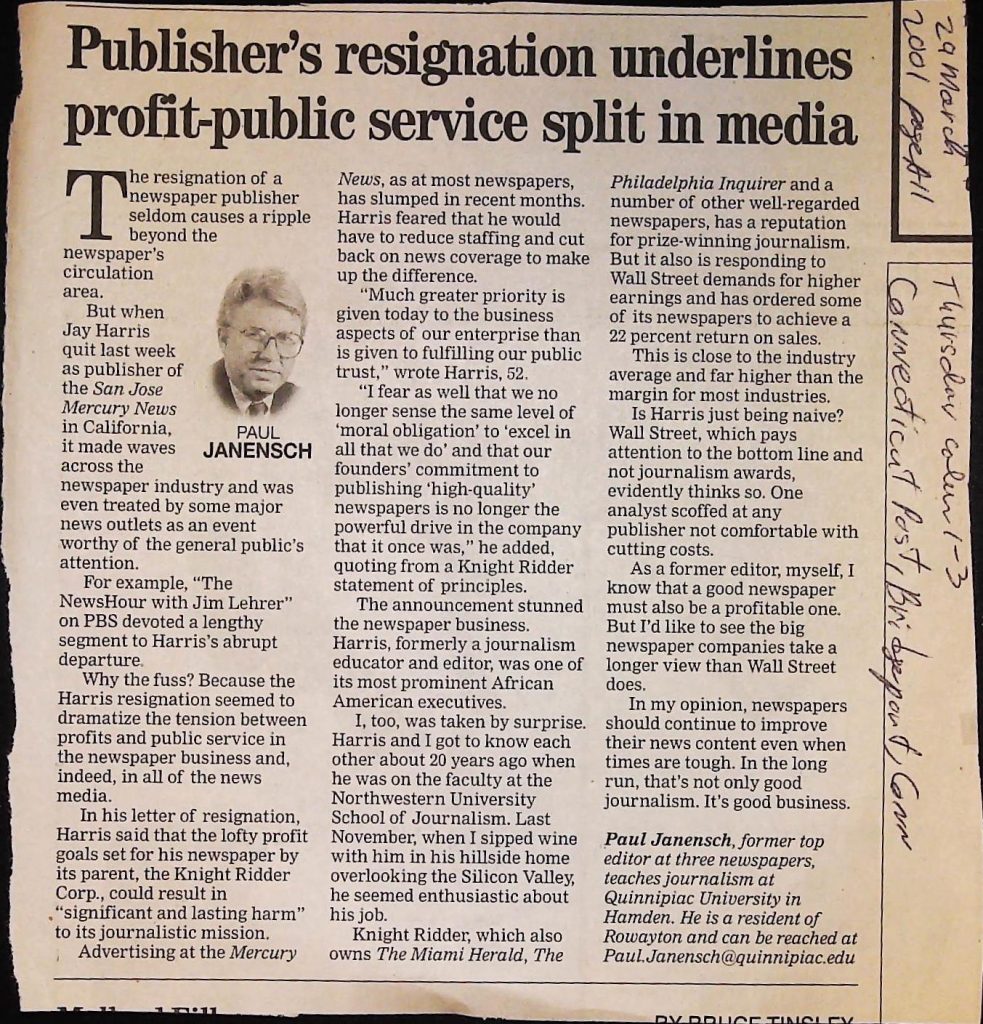 Publisher's resignation underlines
profit-public service split in media
The resignation of a
newspaper publisher
seldom causes a ripple
beyond the
newspaper's
circulation
area.
But when
Jay Harris
quit last week
as publisher of
the San Jose
Mercury News
in California,
it made waves
across the
newspaper industry and was
even treated by some major
news outlets as an event
worthy of the general public's
attention.
For example, "The
NewsHour with Jim Lehrer"
on PBS devoted a lengthy
segment to Harris's abrupt
departure.
Why the fuss? Because the
Harris resignation seemed to
dramatize the tension between
profits and public service in
the newspaper business and,
indeed, in all of the news
media.
In his letter of resignation,
Harris said that the lofty profit
goals set for his newspaper by
its parent, the Knight Ridder
Corp., could result in
"significant and lasting harm"
to its journalistic mission.
Advertising at the Mercury
PAUL
JANENSCH
News, as at most newspapers,
has slumped in recent months.
Harris feared that he would
have to reduce staffing and cut
back on news coverage to make
up the difference.
"Much greater priority is
given today to the business
aspects of our enterprise than
is given to fulfilling our public
trust," wrote Harris, 52.
"I fear as well that we no
longer sense the same level of
'moral obligation' to 'excel in
all that we do' and that our
founders' commitment to
publishing 'high-quality'
newspapers is no longer the
powerful drive in the company
that it once was," he added,
quoting from a Knight Ridder
statement of principles.
The announcement stunned
the newspaper business.
Harris, formerly a journalism
educator and editor, was one of
its most prominent African
American executives.
I, too, was taken by surprise.
Harris and I got to know each
other about 20 years ago when
he was on the faculty at the
Northwestern University
School of Journalism. Last
November, when I sipped wine
with him in his hillside home
overlooking the Silicon Valley,
he seemed enthusiastic about
his job.
Knight Ridder, which also
owns The Miami Herald, The
Philadelphia Inquirer and a
number of other well-regarded
newspapers, has a reputation
for prize-winning journalism.
But it also is responding to
Wall Street demands for higher
earnings and has ordered some
of its newspapers to achieve a
22 percent return on sales.
This is close to the industry
average and far higher than the
margin for most industries.
Is Harris just being naive?
Wall Street, which pays
attention to the bottom line and
not journalism awards,
evidently thinks so. One
analyst scoffed at any
publisher not comfortable with
cutting costs.
As a former editor, myself, I
know that a good newspaper
must also be a profitable one.
But I'd like to see the big
newspaper companies take a
longer view than Wall Street
does.
In my opinion, newspapers
should continue to improve
their news content even when
times are tough. In the long
run, that's not only good
journalism. It's good business.
Paul Janensch, former top
editor at three newspapers,
teaches journalism at
Quinnipiac University in
Hamden. He is a resident of
Rowayton and can be reached at
Paul.Janensch@quinnipiac.edu
29 March
2001 page A11
Thursday 1-3
Connecticut Post, Bridgeport, Conn
BY BRUCE TINSLEY